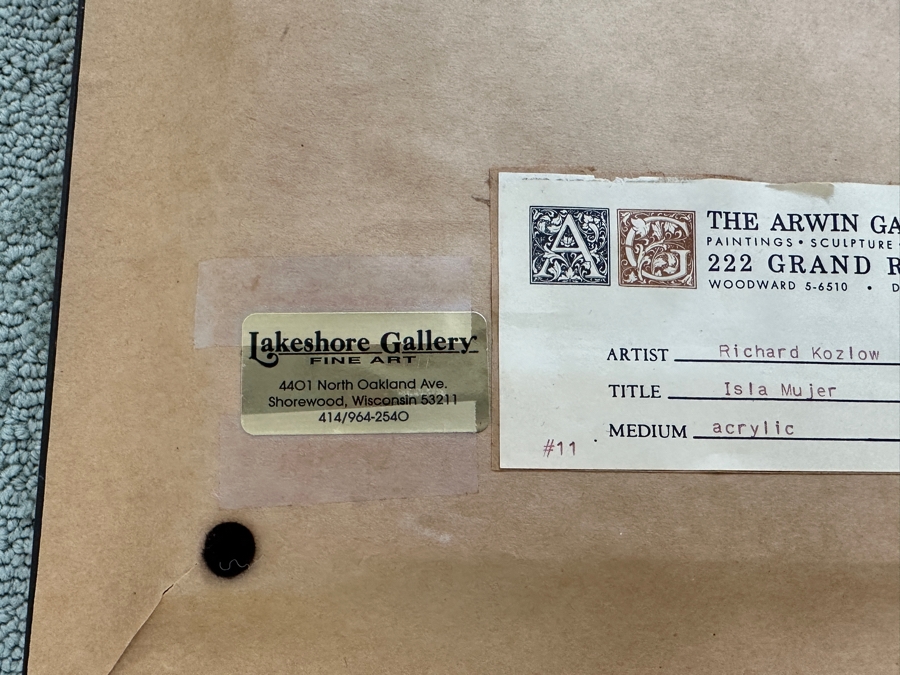 THE ARWIN GA
PAINTINGS • SCULPTURE •
222 GRAND R
WOODWARD 5-6510 • D
A G
ARTIST Richard Kozlow
TITLE Isla Mujer
MEDIUM acrylic
#11
Lakeshore Gallery
FINE ART
4401 North Oakland Ave.
Shorewood, Wisconsin 53211
414/964-2540